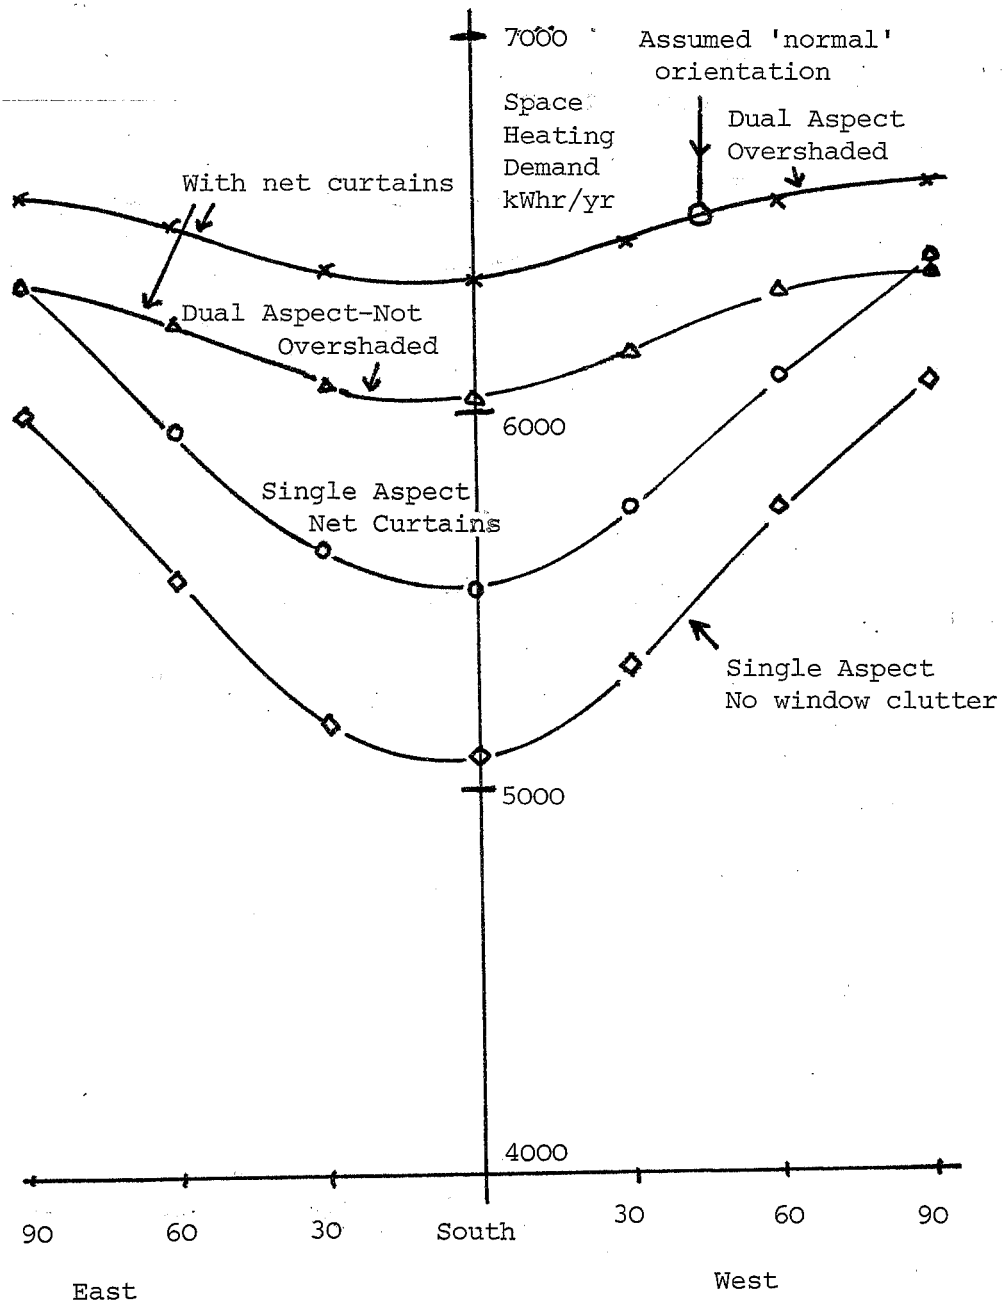 7000
Assumed 'normal'
orientation
Space
Heating
Demand
kWhr/yr
Dual Aspect
Overshaded
With net curtains
Dual Aspect-Not
Overshaded
6000
Single Aspect
Net Curtains
Single Aspect
No window clutter
5000
4000
90 60 30 South 30 60 90
East West